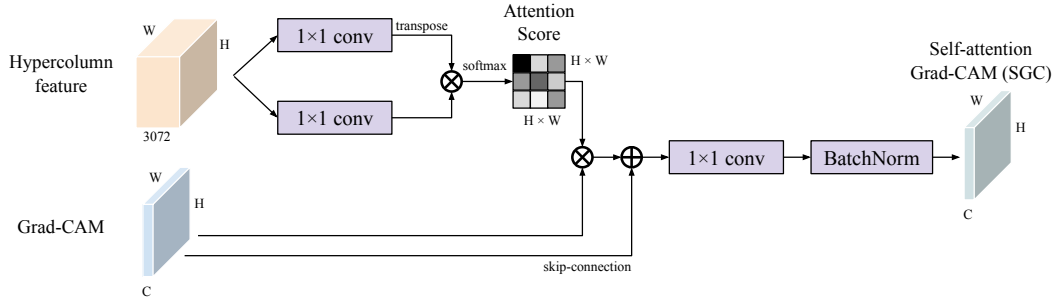 Hypercolumn
feature
W
H
3072
1×1 conv
transpose
1×1 conv
softmax
Attention
Score
H × W
H × W
Grad-CAM
W
H
C
skip-connection
1×1 conv
BatchNorm
Self-attention
Grad-CAM (SGC)
W
H
C